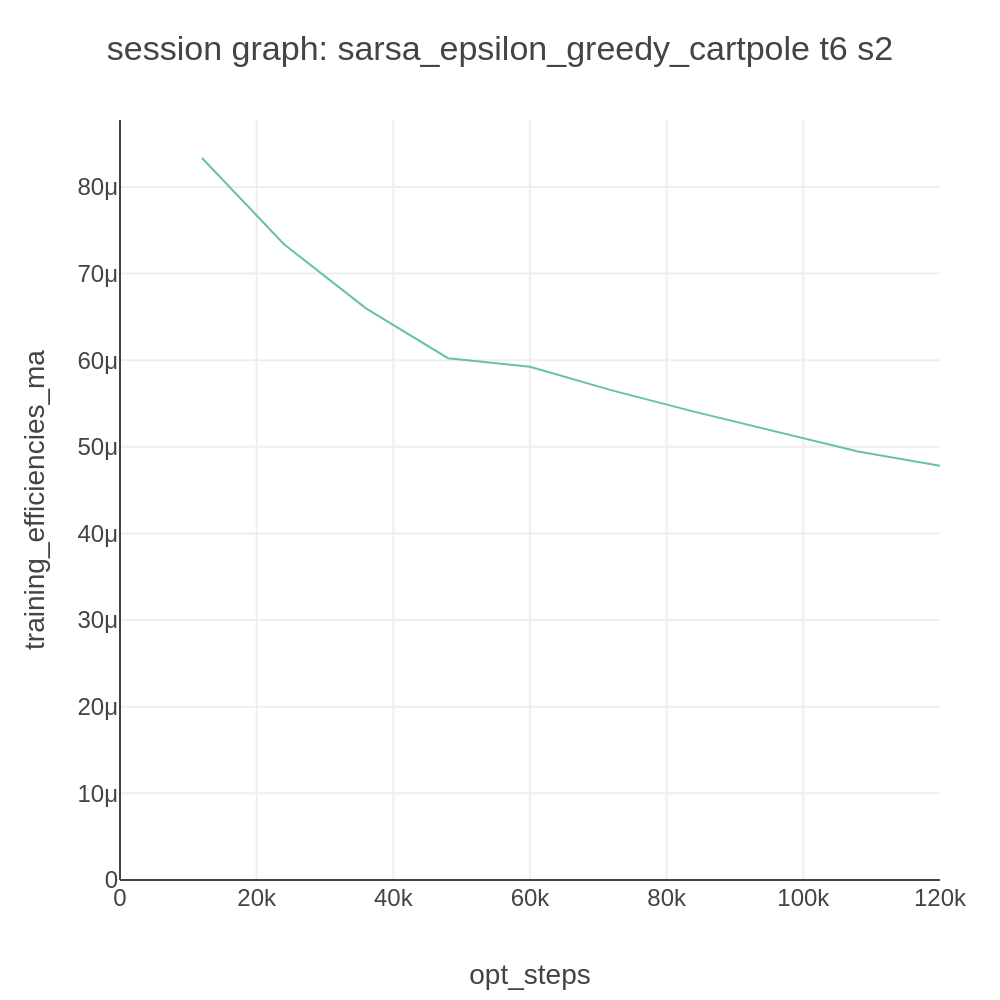 session graph: sarsa_epsilon_greedy_cartpole t6 s2
80μ
70μ
60μ
50μ
40μ
30μ
20μ
10μ
0
training_efficiencies_ma
0 20k 40k 60k 80k 100k 120k
opt_steps